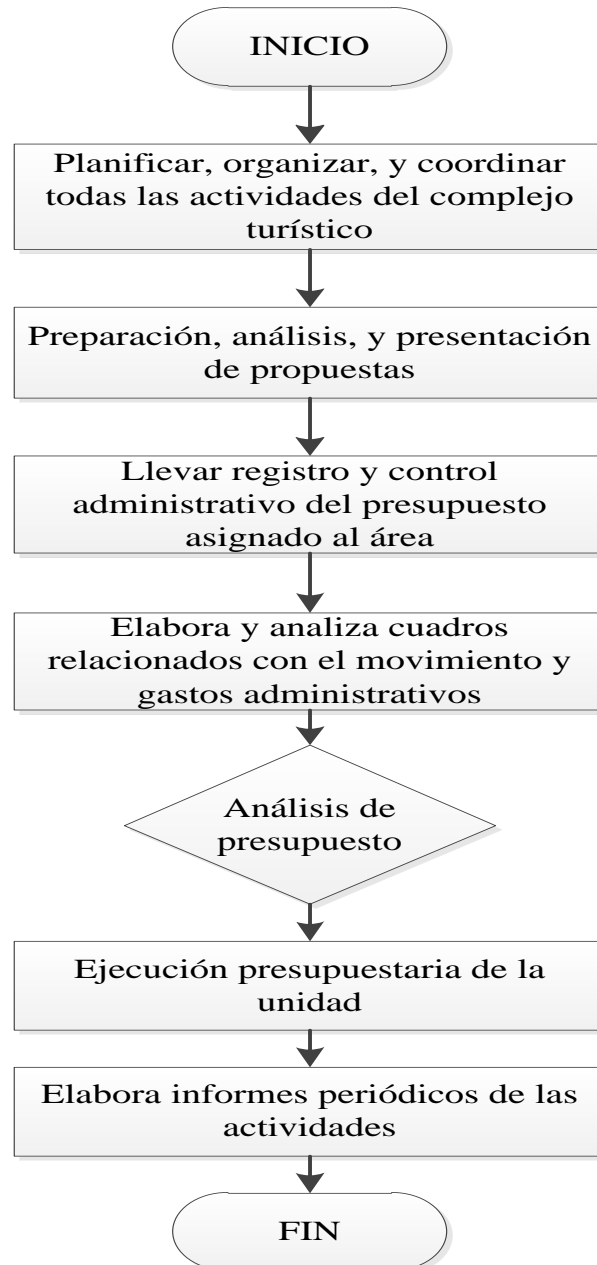 INICIO
Planificar, organizar, y coordinar
todas las actividades del complejo
turístico
Preparación, análisis, y presentación
de propuestas
Llevar registro y control
administrativo del presupuesto
asignado al área
Elabora y analiza cuadros
relacionados con el movimiento y
gastos administrativos
Análisis de
presupuesto
Ejecución presupuestaria de la
unidad
Elabora informes periódicos de las
actividades
FIN